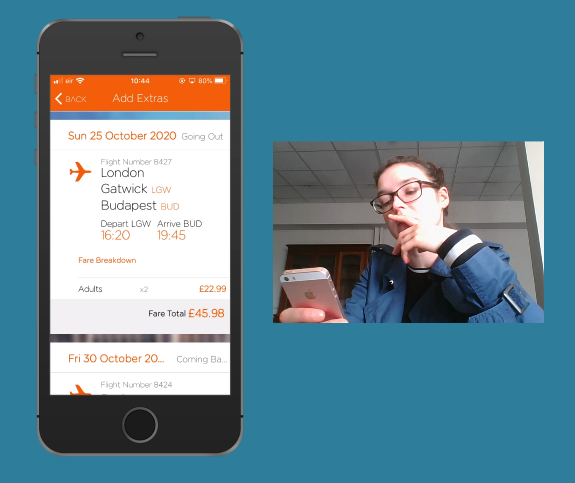 eir 10:44 80%
BACK Add Extras
Sun 25 October 2020 Going Out
Flight Number 8427
London
Gatwick LGW
Budapest BUD
Depart LGW Arrive BUD
16:20 19:45
Fare Breakdown
Adults x2 £22.99
Fare Total £45.98
Fri 30 October 20... Coming Ba...
Flight Number 8424